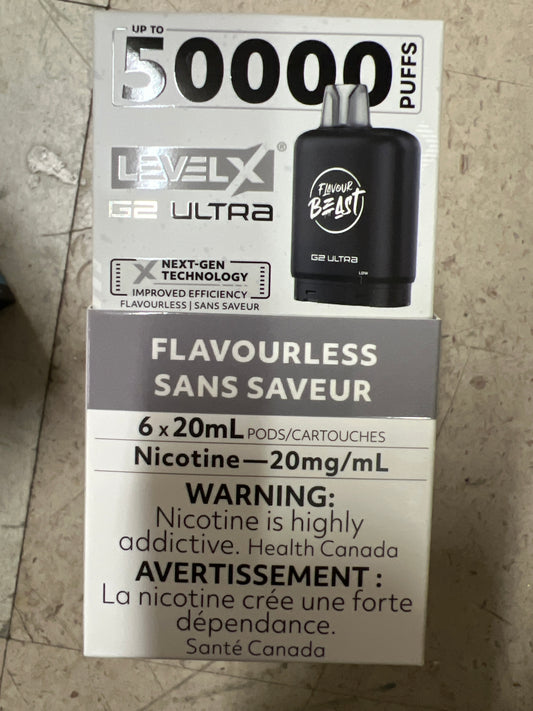 UP TO
50000
PUFFS
LEVEL X®
G2 ULTRA
FLAVOUR
BEAST
G2 ULTRA
LOW
X NEXT-GEN
TECHNOLOGY
IMPROVED EFFICIENCY
FLAVOURLESS | SANS SAVEUR
FLAVOURLESS
SANS SAVEUR
6 x 20mL PODS/CARTOUCHES
Nicotine—20mg/mL
WARNING:
Nicotine is highly
addictive. Health Canada
AVERTISSEMENT :
La nicotine crée une forte
dépendance.
Santé Canada